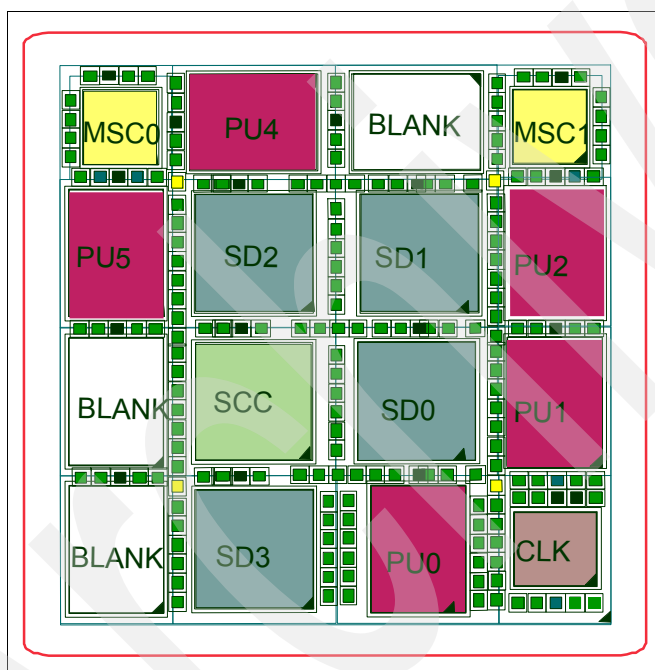 MSC0
PU4
BLANK
MSC1
PU5
SD2
SD1
PU2
BLANK
SCC
SD0
PU1
BLANK
SD3
PU0
CLK